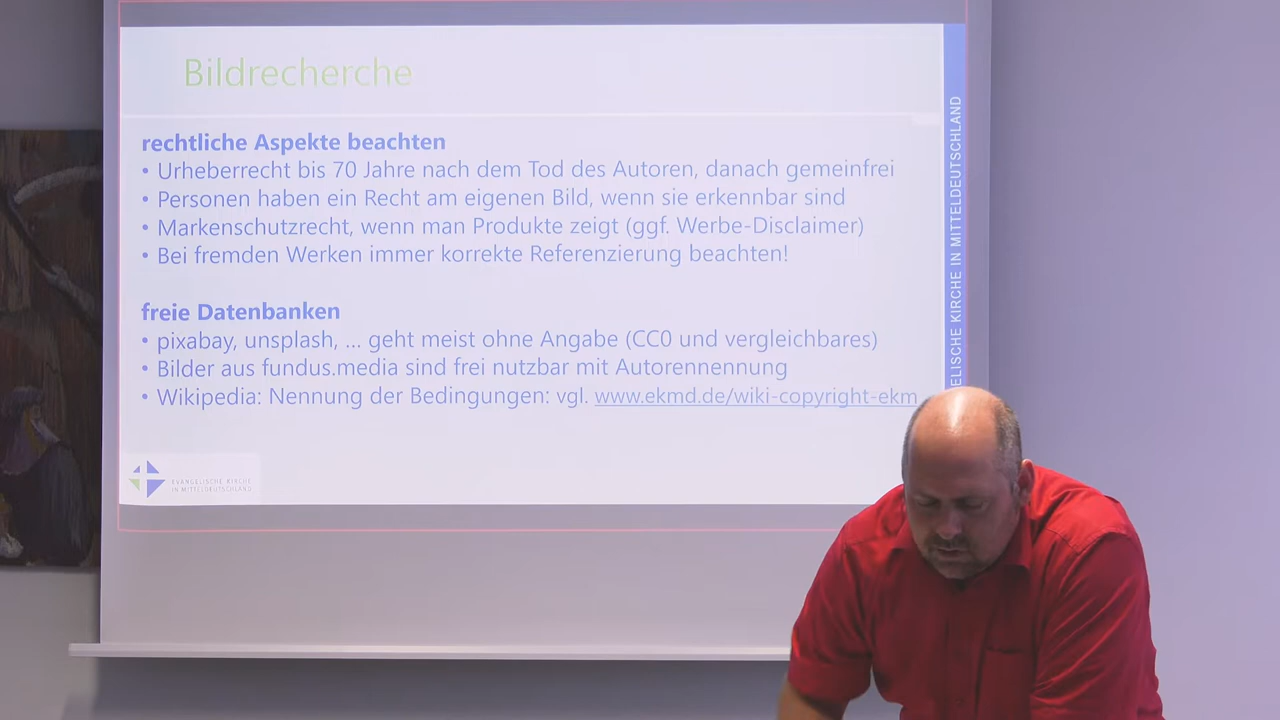 Bildrecherche
rechtliche Aspekte beachten
• Urheberrecht bis 70 Jahre nach dem Tod des Autoren, danach gemeinfrei
• Personen haben ein Recht am eigenen Bild, wenn sie erkennbar sind
• Markenschutzrecht, wenn man Produkte zeigt (ggf. Werbe-Disclaimer)
• Bei fremden Werken immer korrekte Referenzierung beachten!
freie Datenbanken
• pixabay, unsplash, ... geht meist ohne Angabe (CC0 und vergleichbares)
• Bilder aus fundus.media sind frei nutzbar mit Autorennennung
• Wikipedia: Nennung der Bedingungen: vgl. www.ekmd.de/wiki-copyright-ekm
EVANGELISCHE KIRCHE
IN MITTELDEUTSCHLAND
ELISCHE KIRCHE IN MITTELDEUTSCHLAND